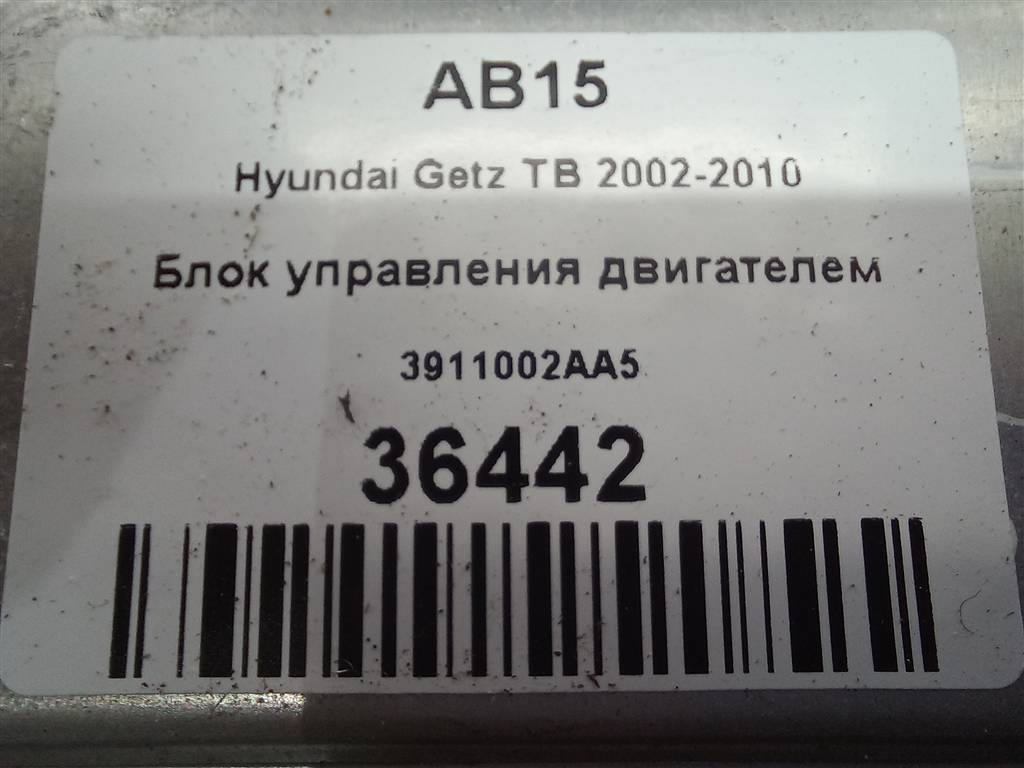 AB15
Hyundai Getz TB 2002-2010
Блок управления двигателем
3911002AA5
36442